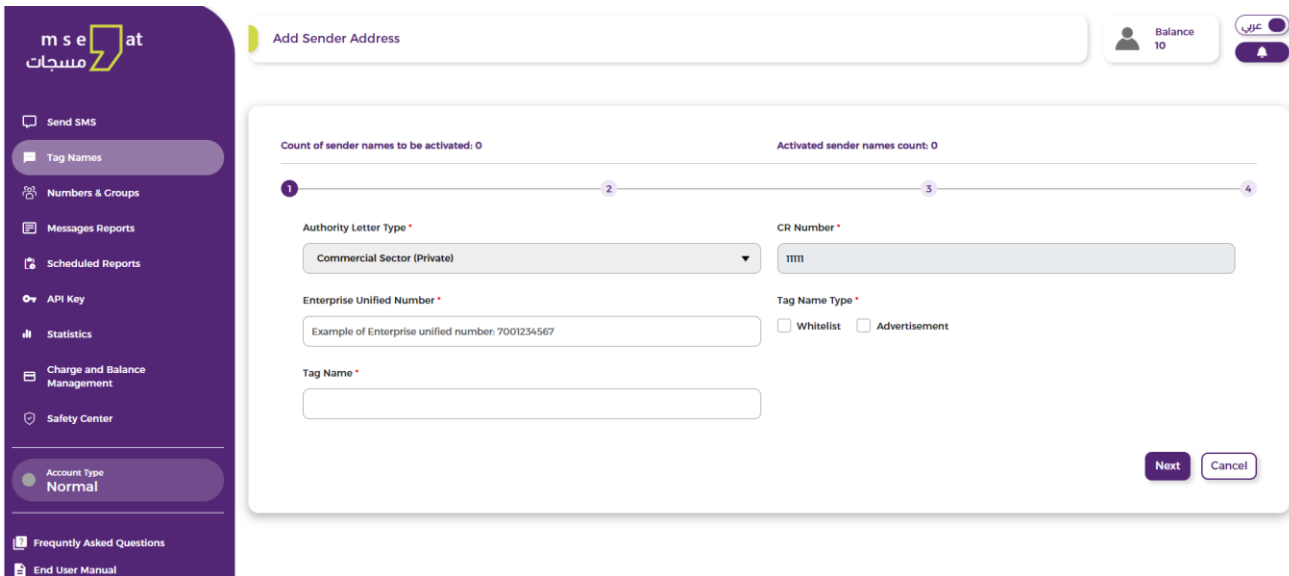 mse at
مسجات
Send SMS
Tag Names
Numbers & Groups
Messages Reports
Scheduled Reports
API Key
Statistics
Charge and Balance
Management
Safety Center
Account Type
Normal
Frequntly Asked Questions
End User Manual
Add Sender Address
Balance
10
عربي
Count of sender names to be activated: 0
Activated sender names count: 0
1
2
3
4
Authority Letter Type *
Commercial Sector (Private)
CR Number *
11111
Enterprise Unified Number *
Example of Enterprise unified number: 7001234567
Tag Name Type *
Whitelist
Advertisement
Tag Name *
Next
Cancel